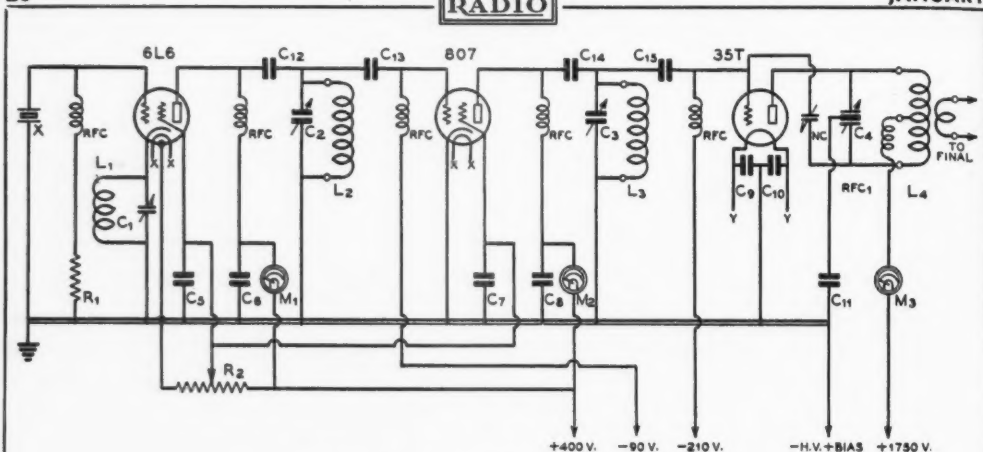 RADIO
6L6
C12
C13
807
C14
C15
35T
X
RFC
RFC
C2
L2
RFC
RFC
C3
L3
RFC
NC
C4
TO
FINAL
L1
C1
X X
X X
C9
C10
RFC1
L4
R1
C5
C6
M1
C7
C8
M2
Y
Y
C11
M3
R2
+400 V.
-90 V.
-210 V.
-H.V.+BIAS
+1750 V.